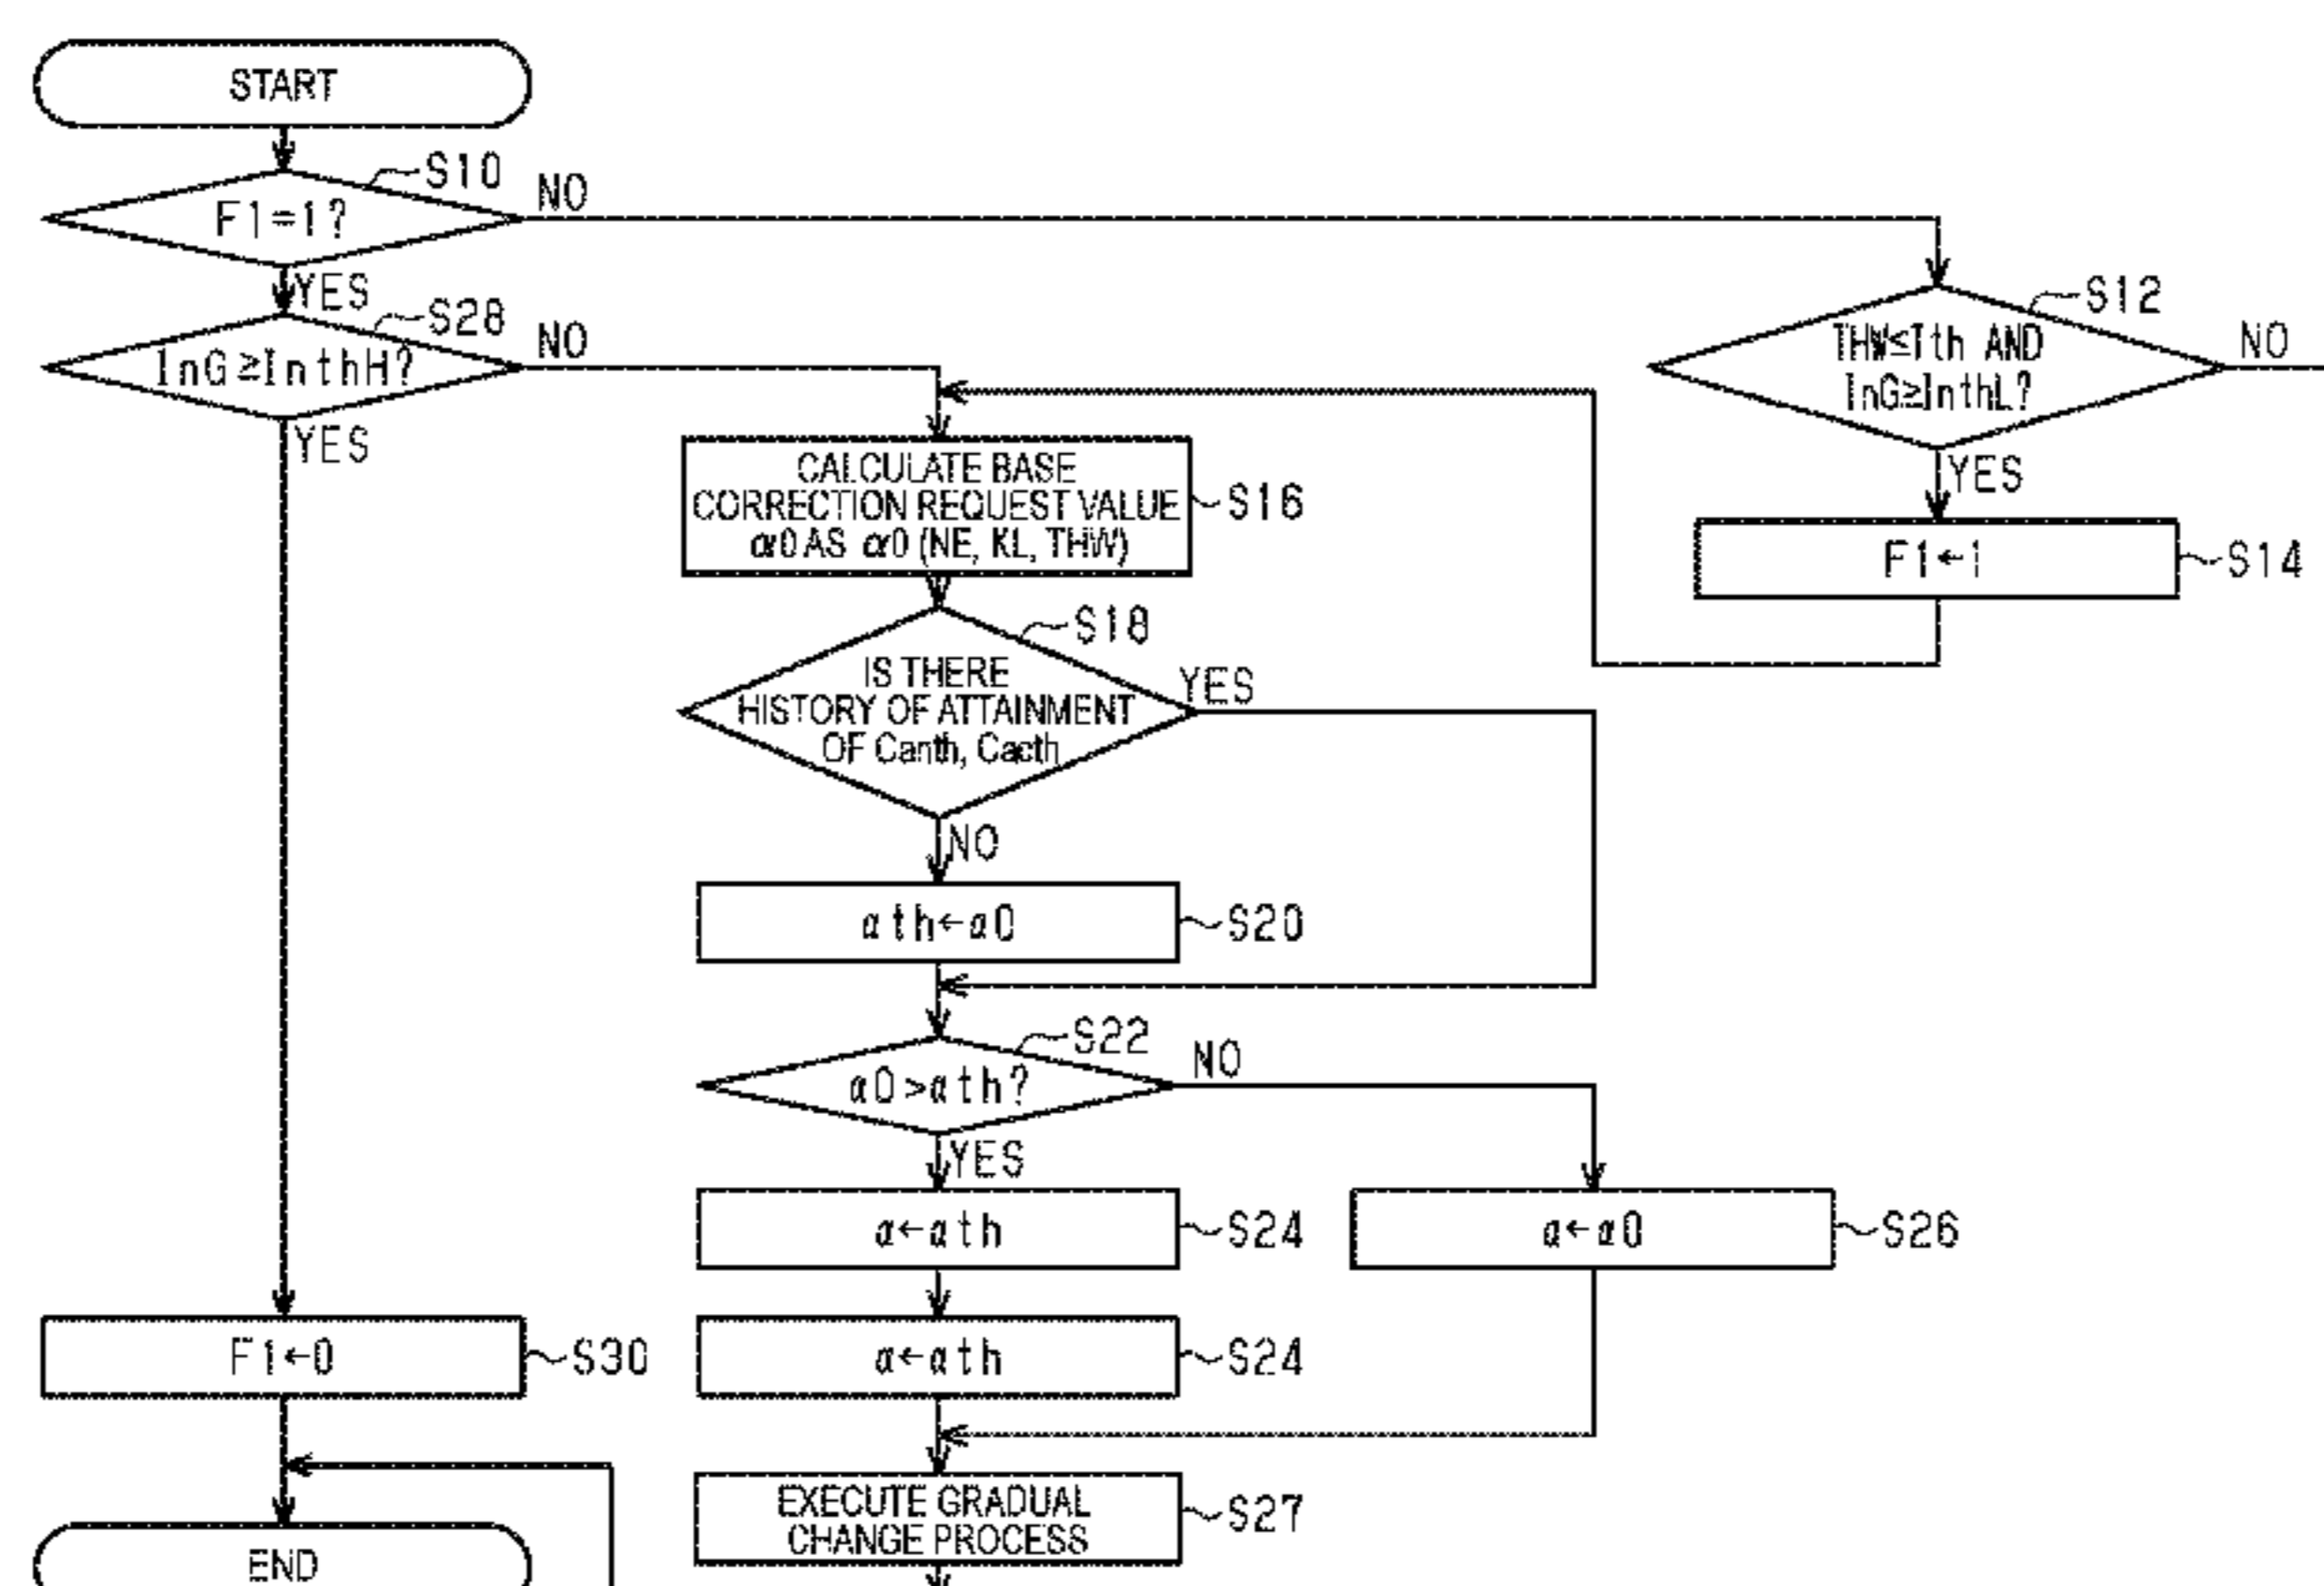 START
S10
F1=1?
NO
YES
S28
InG≥InthH?
NO
YES
S12
THW≤Tth AND
InG≥InthL?
NO
YES
F1←1
S14
CALCULATE BASE
CORRECTION REQUEST VALUE
α0 AS α0 (NE, KL, THW)
S16
S18
IS THERE
HISTORY OF ATTAINMENT
OF Canth, Cacth
YES
NO
αth←α0
S20
S22
α0>αth?
NO
YES
α←αth
S24
α←α0
S26
F1←0
S30
α←αth
S24
EXECUTE GRADUAL
CHANGE PROCESS
S27
END